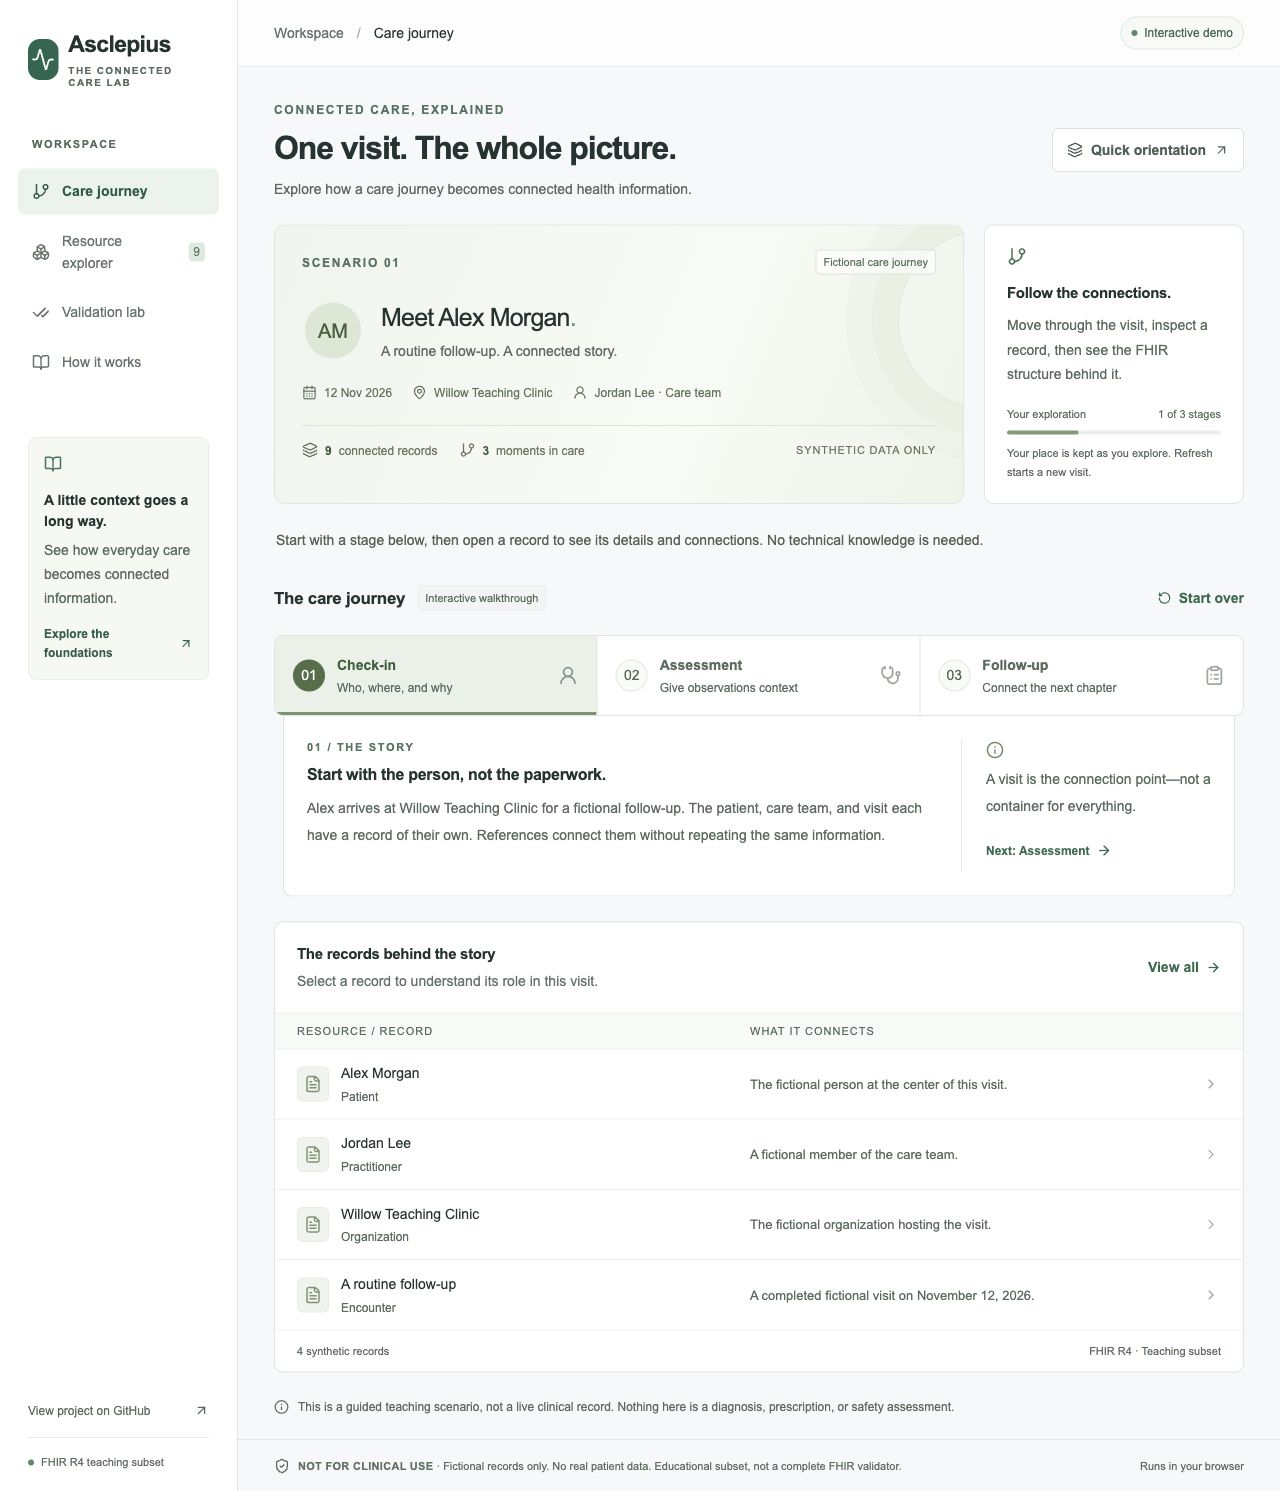 Asclepius
THE CONNECTED
CARE LAB
WORKSPACE
Care journey
Resource
explorer
9
Validation lab
How it works
A little context goes a
long way.
See how everyday care
becomes connected
information.
Explore the
foundations
View project on GitHub
FHIR R4 teaching subset
Workspace / Care journey
Interactive demo
CONNECTED CARE, EXPLAINED
One visit. The whole picture.
Explore how a care journey becomes connected health information.
Quick orientation
SCENARIO 01
Fictional care journey
AM
Meet Alex Morgan.
A routine follow-up. A connected story.
12 Nov 2026 Willow Teaching Clinic Jordan Lee · Care team
9 connected records 3 moments in care SYNTHETIC DATA ONLY
Follow the connections.
Move through the visit, inspect a
record, then see the FHIR
structure behind it.
Your exploration 1 of 3 stages
Your place is kept as you explore. Refresh
starts a new visit.
Start with a stage below, then open a record to see its details and connections. No technical knowledge is needed.
The care journey Interactive walkthrough Start over
01 Check-in
Who, where, and why
02 Assessment
Give observations context
03 Follow-up
Connect the next chapter
01 / THE STORY
Start with the person, not the paperwork.
Alex arrives at Willow Teaching Clinic for a fictional follow-up. The patient, care team, and visit each
have a record of their own. References connect them without repeating the same information.
A visit is the connection point—not a
container for everything.
Next: Assessment
The records behind the story
Select a record to understand its role in this visit.
View all
RESOURCE / RECORD WHAT IT CONNECTS
Alex Morgan
Patient
The fictional person at the center of this visit.
Jordan Lee
Practitioner
A fictional member of the care team.
Willow Teaching Clinic
Organization
The fictional organization hosting the visit.
A routine follow-up
Encounter
A completed fictional visit on November 12, 2026.
4 synthetic records FHIR R4 · Teaching subset
This is a guided teaching scenario, not a live clinical record. Nothing here is a diagnosis, prescription, or safety assessment.
NOT FOR CLINICAL USE · Fictional records only. No real patient data. Educational subset, not a complete FHIR validator.
Runs in your browser